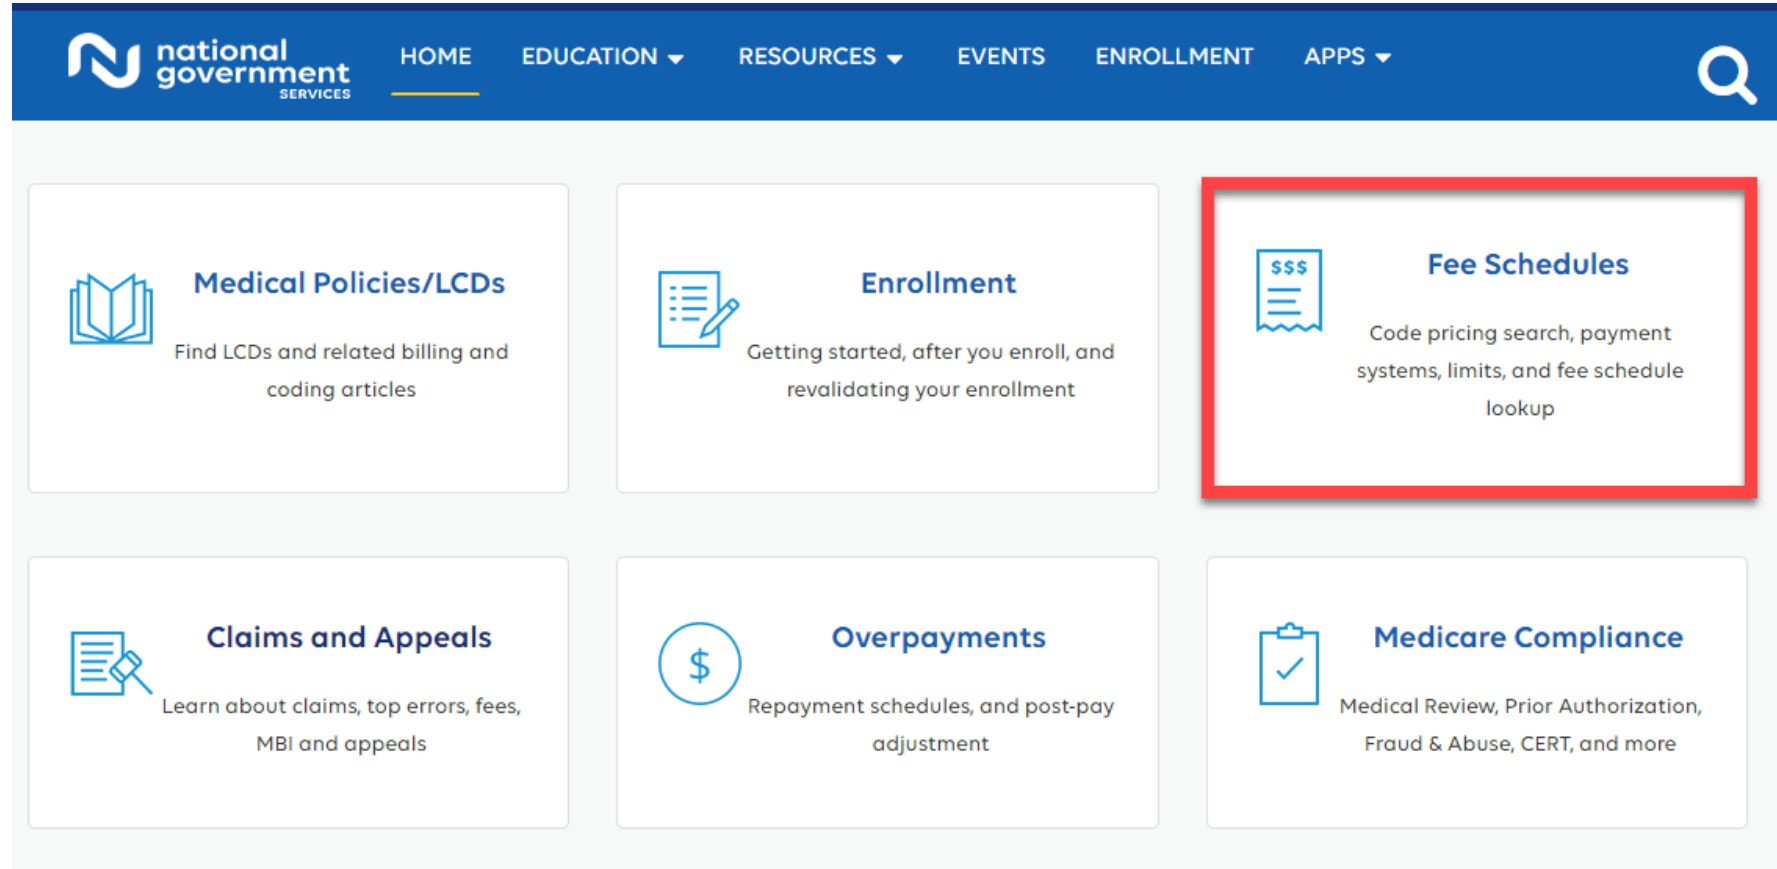 national
government
SERVICES
HOME
EDUCATION
RESOURCES
EVENTS
ENROLLMENT
APPS
Medical Policies/LCDs
Find LCDs and related billing and
coding articles
Enrollment
Getting started, after you enroll, and
revalidating your enrollment
$$$
Fee Schedules
Code pricing search, payment
systems, limits, and fee schedule
lookup
Claims and Appeals
Learn about claims, top errors, fees,
MBI and appeals
$
Overpayments
Repayment schedules, and post-pay
adjustment
Medicare Compliance
Medical Review, Prior Authorization,
Fraud & Abuse, CERT, and more